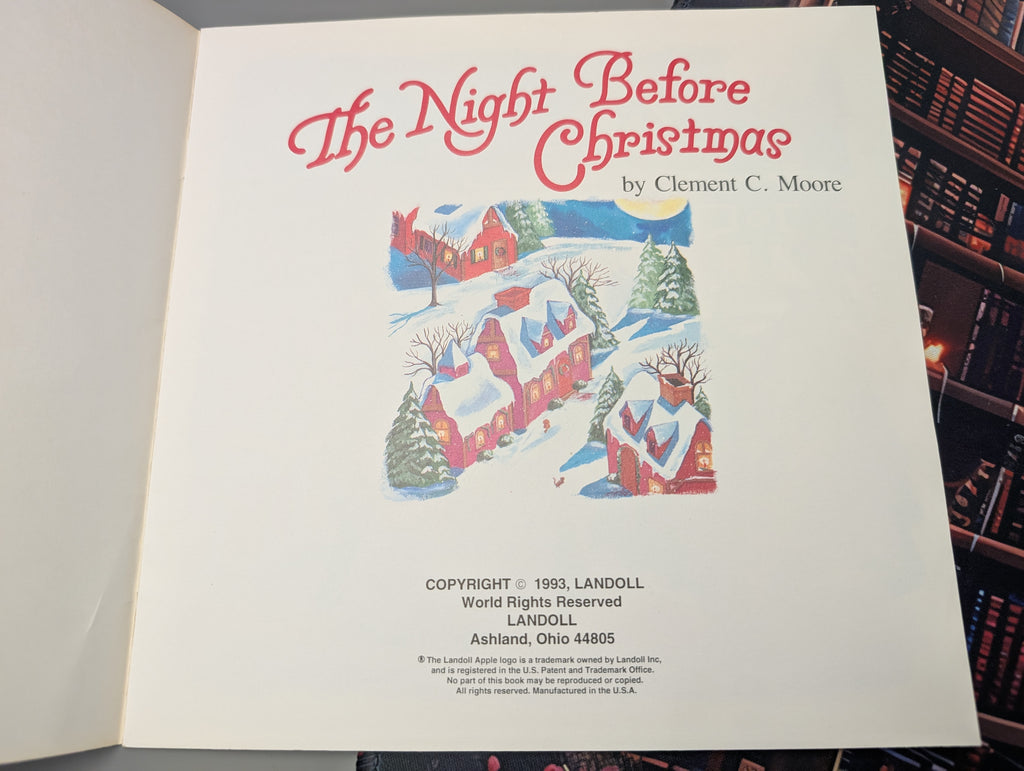 The Night Before
Christmas
by Clement C. Moore
COPYRIGHT © 1993, LANDOLL
World Rights Reserved
LANDOLL
Ashland, Ohio 44805
® The Landoll Apple logo is a trademark owned by Landoll Inc,
and is registered in the U.S. Patent and Trademark Office.
No part of this book may be reproduced or copied.
All rights reserved. Manufactured in the U.S.A.